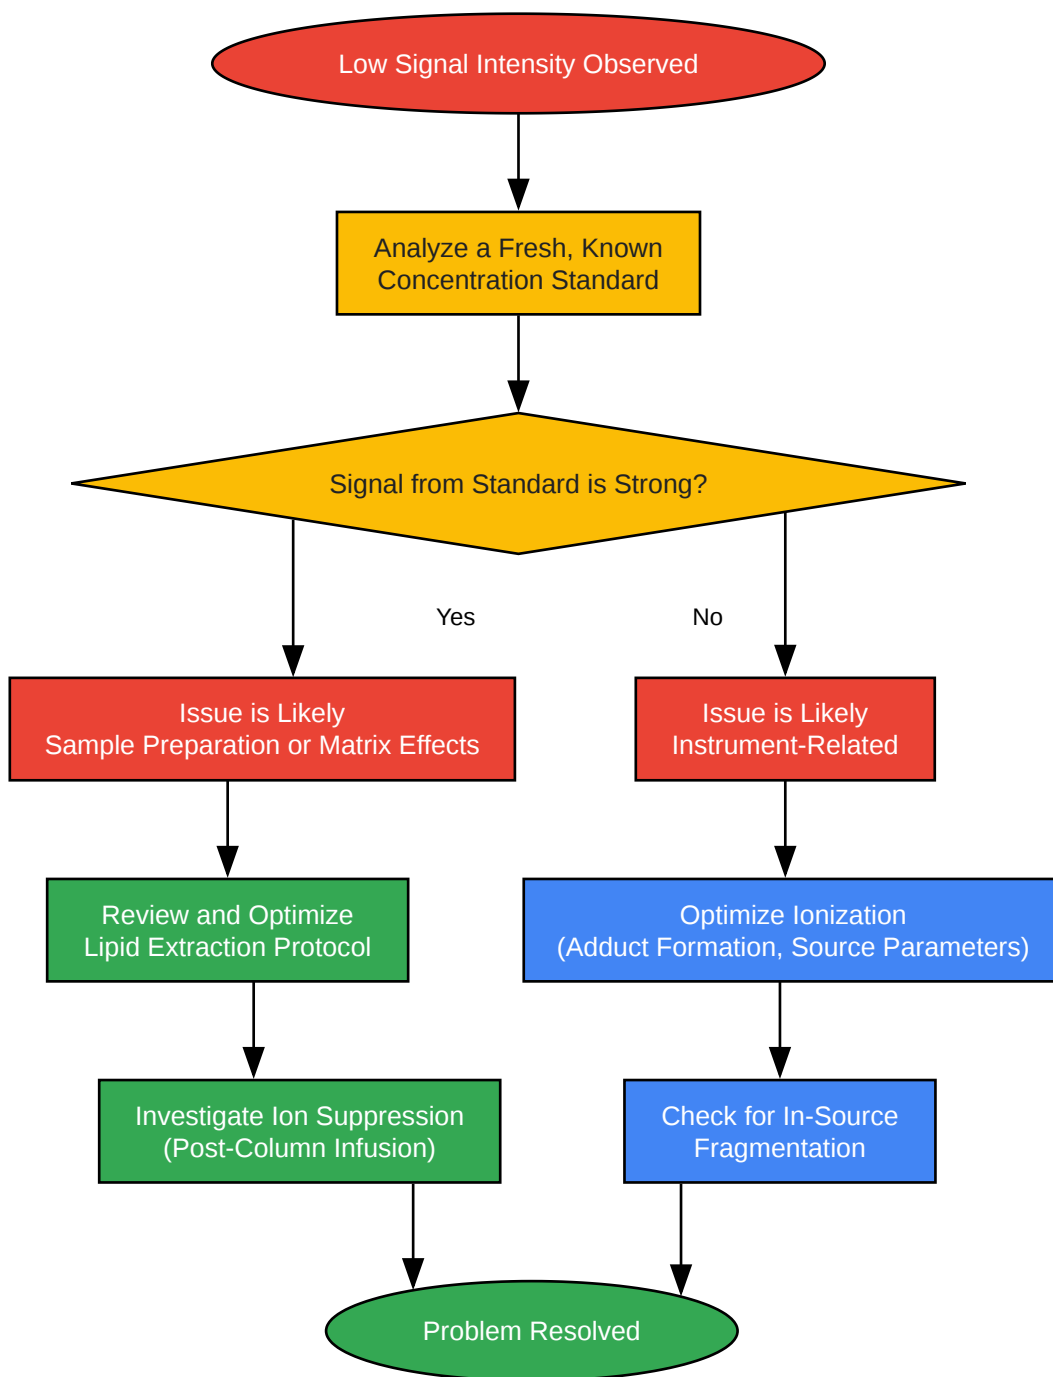 Low Signal Intensity Observed
Analyze a Fresh, Known
Concentration Standard
Signal from Standard is Strong?
Yes
No
Issue is Likely
Sample Preparation or Matrix Effects
Issue is Likely
Instrument-Related
Review and Optimize
Lipid Extraction Protocol
Optimize Ionization
(Adduct Formation, Source Parameters)
Investigate Ion Suppression
(Post-Column Infusion)
Check for In-Source
Fragmentation
Problem Resolved